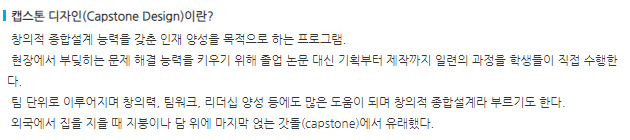 캡스톤 디자인(Capstone Design)이란?
창의적 종합설계 능력을 갖춘 인재 양성을 목적으로 하는 프로그램.
현장에서 부딪히는 문제 해결 능력을 키우기 위해 졸업 논문 대신 기획부터 제작까지 일련의 과정을 학생들이 직접 수행한
다.
팀 단위로 이루어지며 창의력, 팀워크, 리더십 양성 등에도 많은 도움이 되며 창의적 종합설계라 부르기도 한다.
외국에서 집을 지을 때 지붕이나 담 위에 마지막 얹는 갓돌(capstone)에서 유래했다.